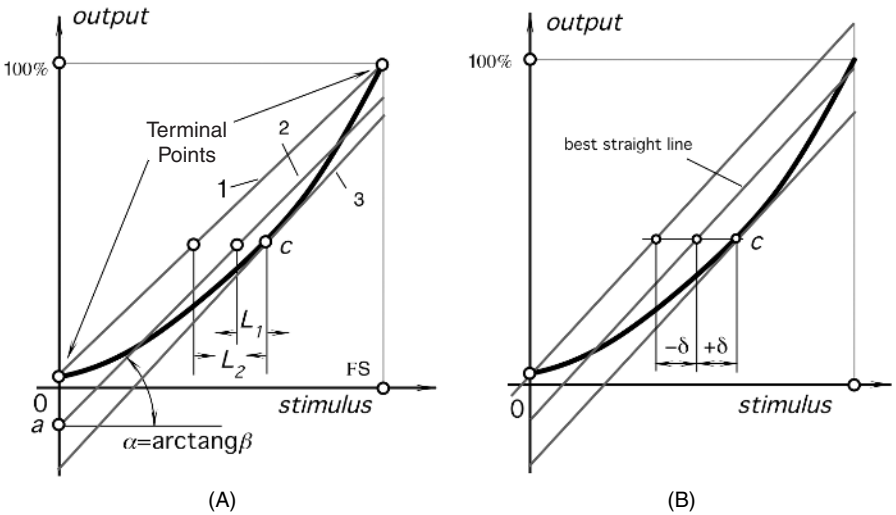 output
100%
Terminal
Points
1
2
3
c
L1
L2
FS
0
a
stimulus
α=arctangβ
(A)
output
100%
best straight line
c
−δ
+δ
0
stimulus
(B)